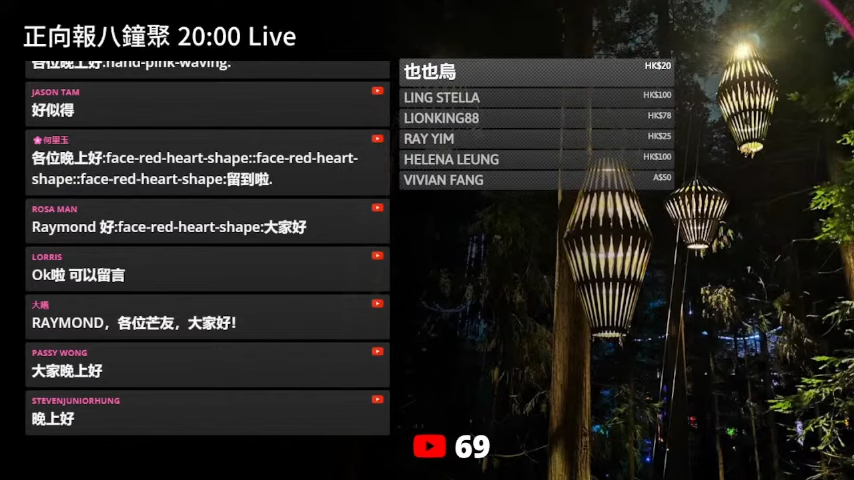 正向報八鐘聚 20:00 Live
各位晚上好:hand-pink-waving:
JASON TAM
好似得
何里玉
各位晚上好:face-red-heart-shape::face-red-heart-
shape::face-red-heart-shape:留到啦.
ROSA MAN
Raymond 好:face-red-heart-shape:大家好
LORRIS
Ok啦 可以留言
RAYMOND，各位芒友，大家好！
PASSY WONG
大家晚上好
STEVENJUNIORHUNG
晚上好
也也烏 HK$20
LING STELLA HK$100
LIONKING88 HK$78
RAY YIM HK$25
HELENA LEUNG HK$100
VIVIAN FANG A$50
69